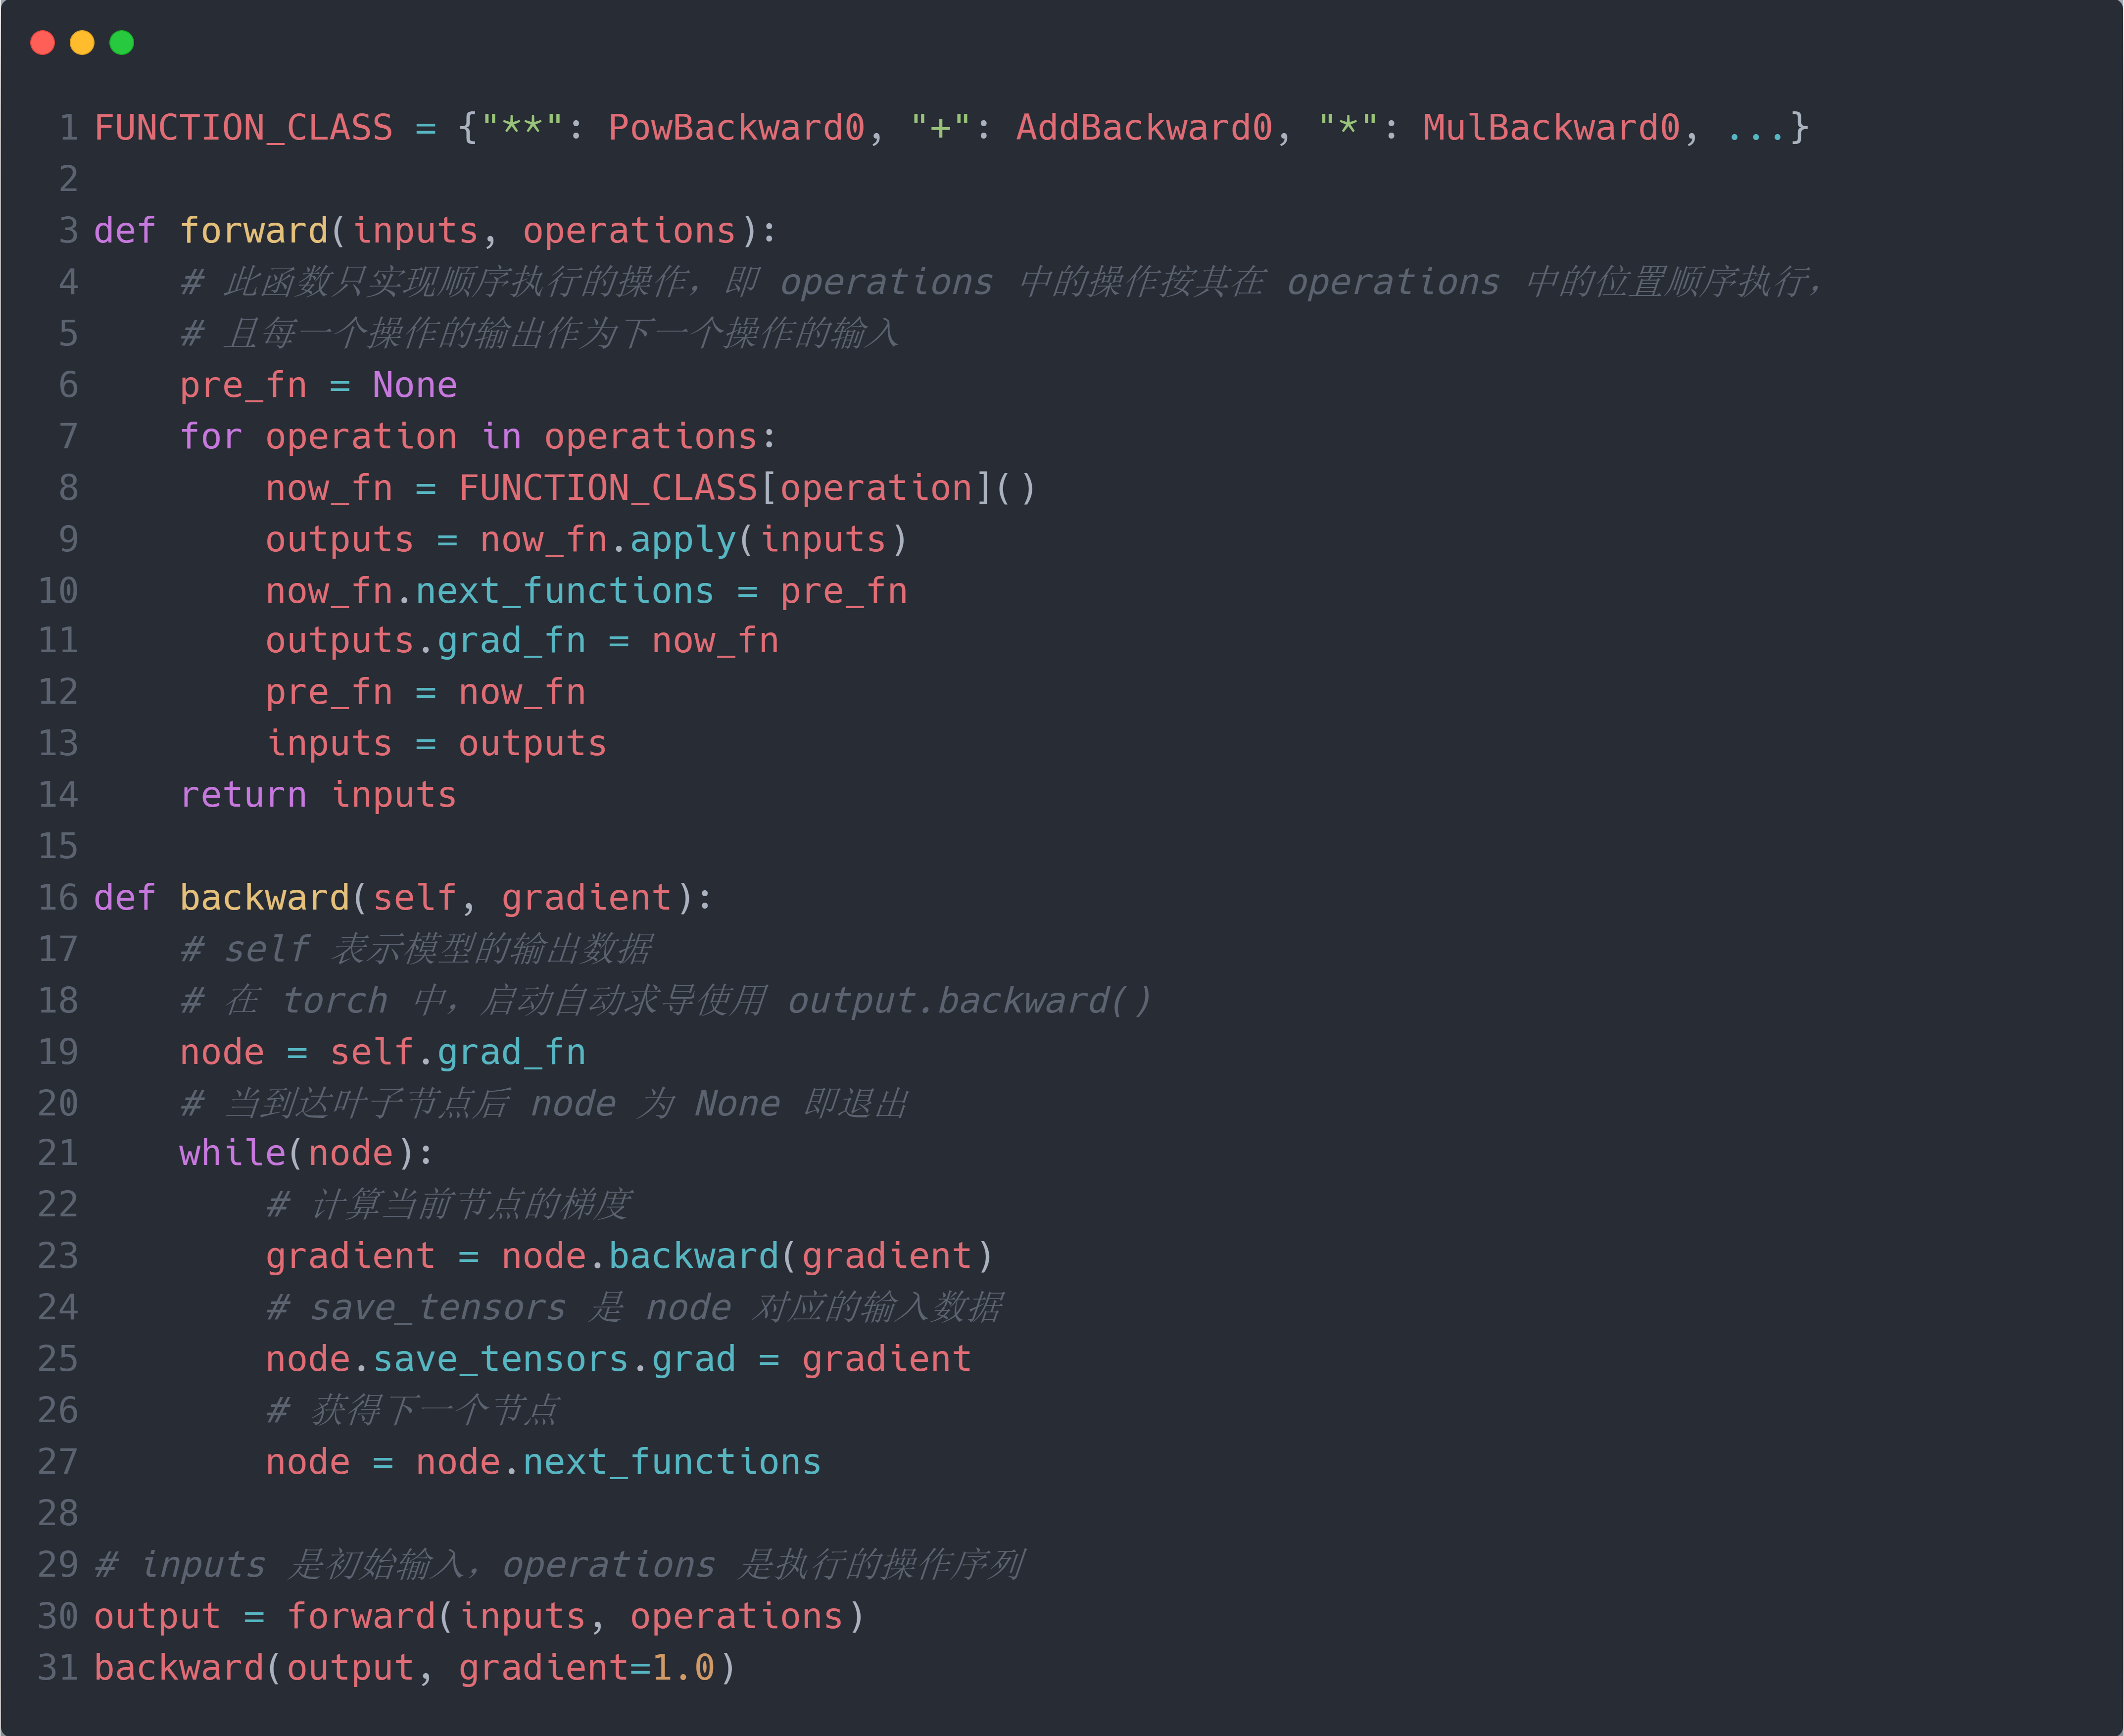 1 FUNCTION_CLASS = {"**": PowBackward0, "+": AddBackward0, "*": MulBackward0, ...}
2
3 def forward(inputs, operations):
4     # 此函数只实现顺序执行的操作，即 operations 中的操作按其在 operations 中的位置顺序执行，
5     # 且每一个操作的输出作为下一个操作的输入
6     pre_fn = None
7     for operation in operations:
8         now_fn = FUNCTION_CLASS[operation]()
9         outputs = now_fn.apply(inputs)
10         now_fn.next_functions = pre_fn
11         outputs.grad_fn = now_fn
12         pre_fn = now_fn
13         inputs = outputs
14     return inputs
15
16 def backward(self, gradient):
17     # self 表示模型的输出数据
18     # 在 torch 中，启动自动求导使用 output.backward()
19     node = self.grad_fn
20     # 当到达叶子节点后 node 为 None 即退出
21     while(node):
22         # 计算当前节点的梯度
23         gradient = node.backward(gradient)
24         # save_tensors 是 node 对应的输入数据
25         node.save_tensors.grad = gradient
26         # 获得下一个节点
27         node = node.next_functions
28
29 # inputs 是初始输入，operations 是执行的操作序列
30 output = forward(inputs, operations)
31 backward(output, gradient=1.0)